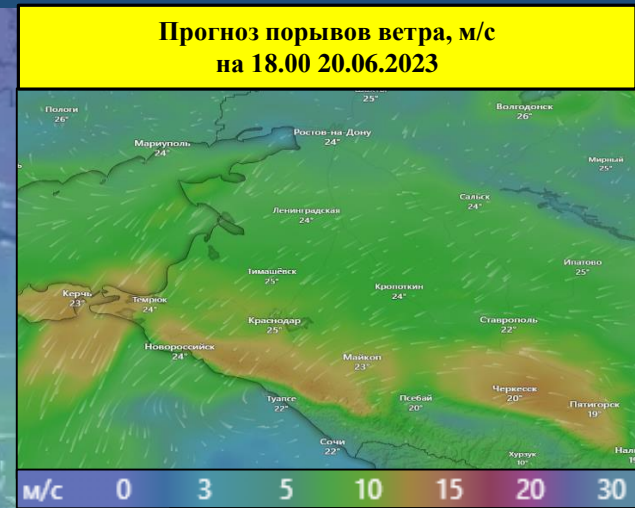 Прогноз порывов ветра, м/с
на 18.00 20.06.2023
25°
Пологи
26°
Волгодонск
26°
Мариуполь
24°
Ростов-на-Дону
24°
Мирный
25°
Сальск
24°
Ленинградская
24°
Ипатово
25°
Тимашёвск
25°
Керчь
23°
Темрюк
24°
Кропоткин
24°
Краснодар
25°
Ставрополь
22°
Новороссийск
24°
Майкоп
23°
Черкесск
20°
Туапсе
22°
Псебай
20°
Пятигорск
19°
Сочи
22°
Хурзук
10°
м/с 0 3 5 10 15 20 30